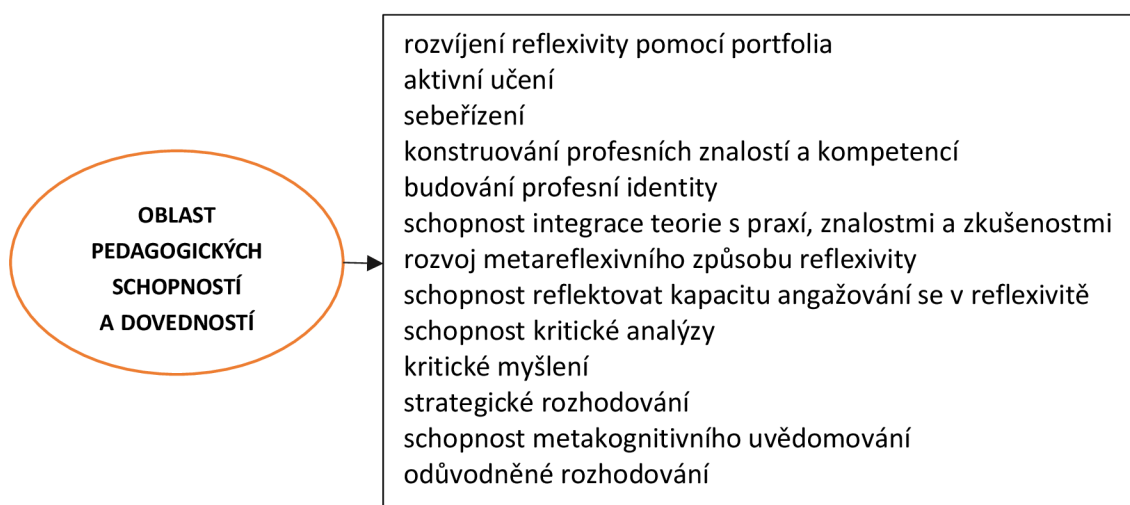 OBLAST
PEDAGOGICKÝCH
SCHOPNOSTÍ
A DOVEDNOSTÍ
rozvíjení reflexivity pomocí portfolia
aktivní učení
sebeřízení
konstruování profesních znalostí a kompetencí
budování profesní identity
schopnost integrace teorie s praxí, znalostmi a zkušenostmi
rozvoj metareflexivního způsobu reflexivity
schopnost reflektovat kapacitu angažování se v reflexivitě
schopnost kritické analýzy
kritické myšlení
strategické rozhodování
schopnost metakognitivního uvědomování
odůvodněné rozhodování